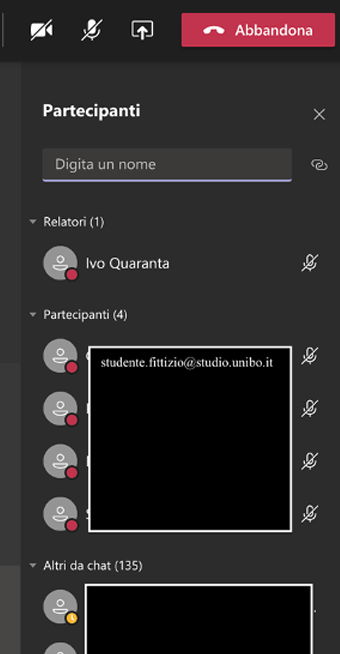 Abbandona
Partecipanti
Digita un nome
Relatori (1)
Ivo Quaranta
Partecipanti (4)
studente.fittizio@studio.unibo.it
Altri da chat (135)